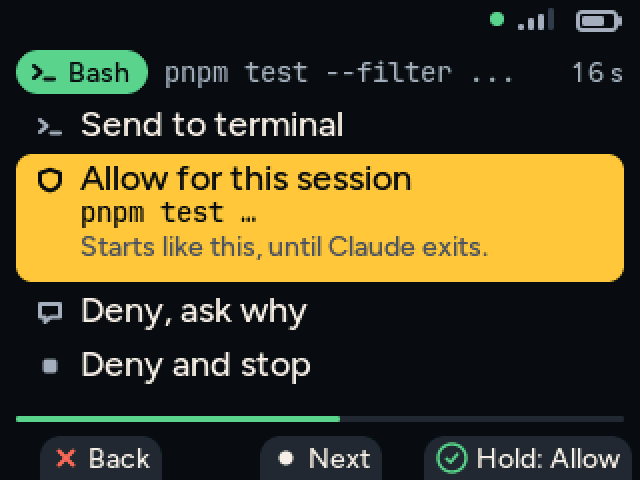 Bash pnpm test --filter ... 16 s
Send to terminal
Allow for this session
pnpm test …
Starts like this, until Claude exits.
Deny, ask why
Deny and stop
Back Next Hold: Allow